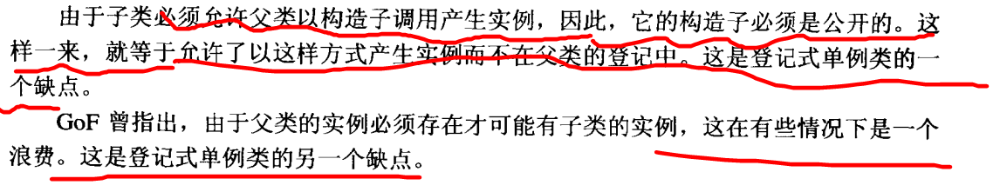 由于子类必须允许父类以构造子调用产生实例，因此，它的构造子必须是公开的。这
样一来，就等于允许了以这样方式产生实例而不在父类的登记中。这是登记式单例类的一
个缺点。
GoF 曾指出，由于父类的实例必须存在才可能有子类的实例，这在有些情况下是一个
浪费。这是登记式单例类的另一个缺点。